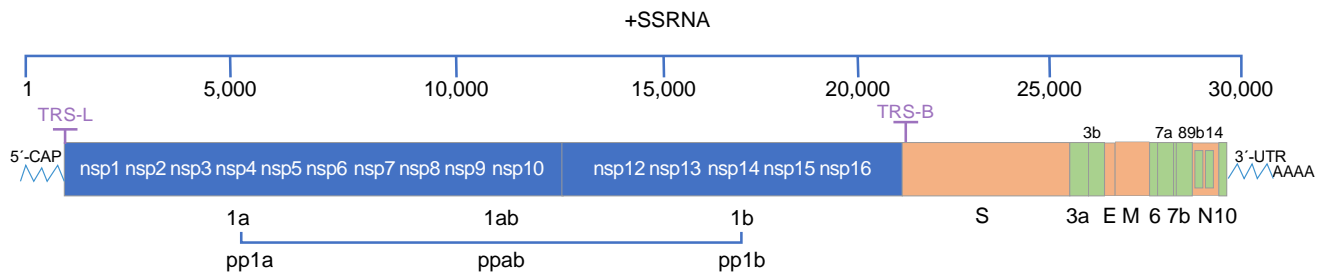 +SSRNA
1 5,000 10,000 15,000 20,000 25,000 30,000
TRS-L TRS-B
3b 7a 89b14
5´-CAP nsp1 nsp2 nsp3 nsp4 nsp5 nsp6 nsp7 nsp8 nsp9 nsp10 nsp12 nsp13 nsp14 nsp15 nsp16 3´-UTR
AAAA
1a 1ab 1b S 3a E M 6 7b N10
pp1a ppab pp1b